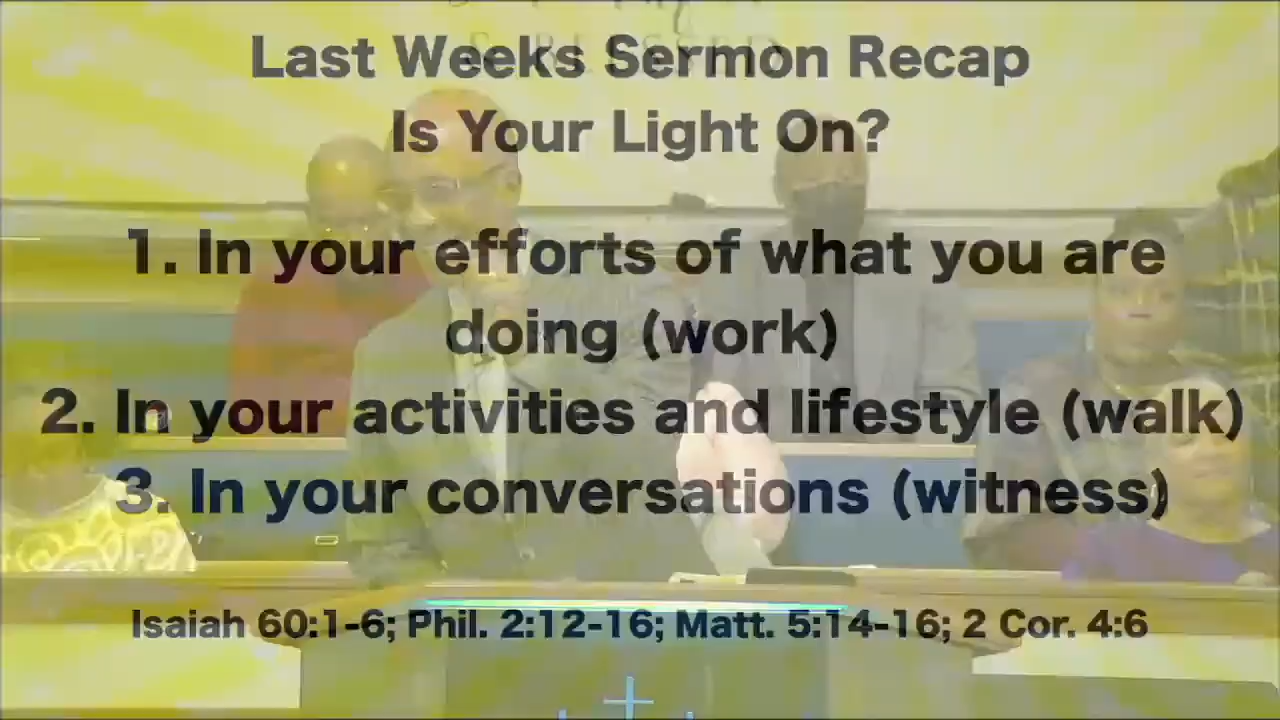 Last Weeks Sermon Recap
Is Your Light On?
1. In your efforts of what you are
doing (work)
2. In your activities and lifestyle (walk)
3. In your conversations (witness)
Isaiah 60:1-6; Phil. 2:12-16; Matt. 5:14-16; 2 Cor. 4:6